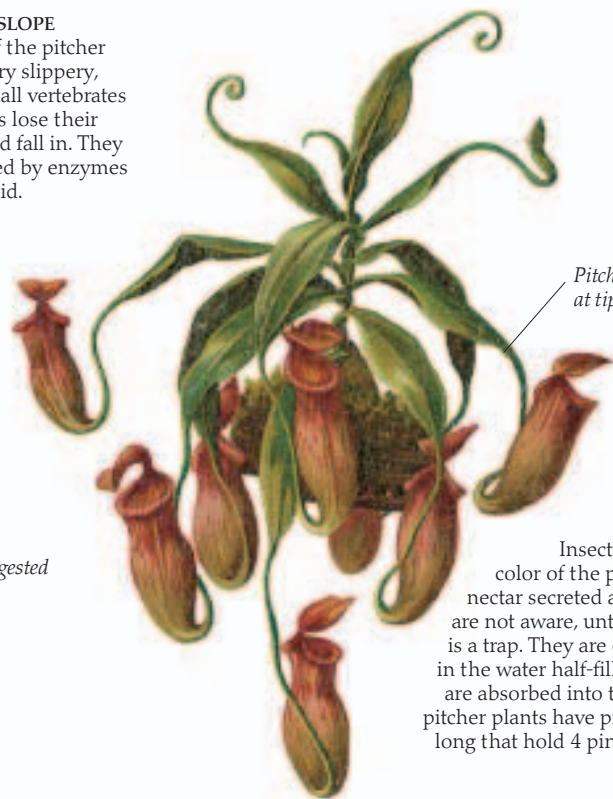 SLOPE
f the pitcher
ry slippery,
all vertebrates
s lose their
d fall in. They
ed by enzymes
id.
Pitch
at tip
gested
Insect
color of the p
nectar secreted a
are not aware, unt
is a trap. They are
in the water half-fill
are absorbed into t
pitcher plants have pi
long that hold 4 pin